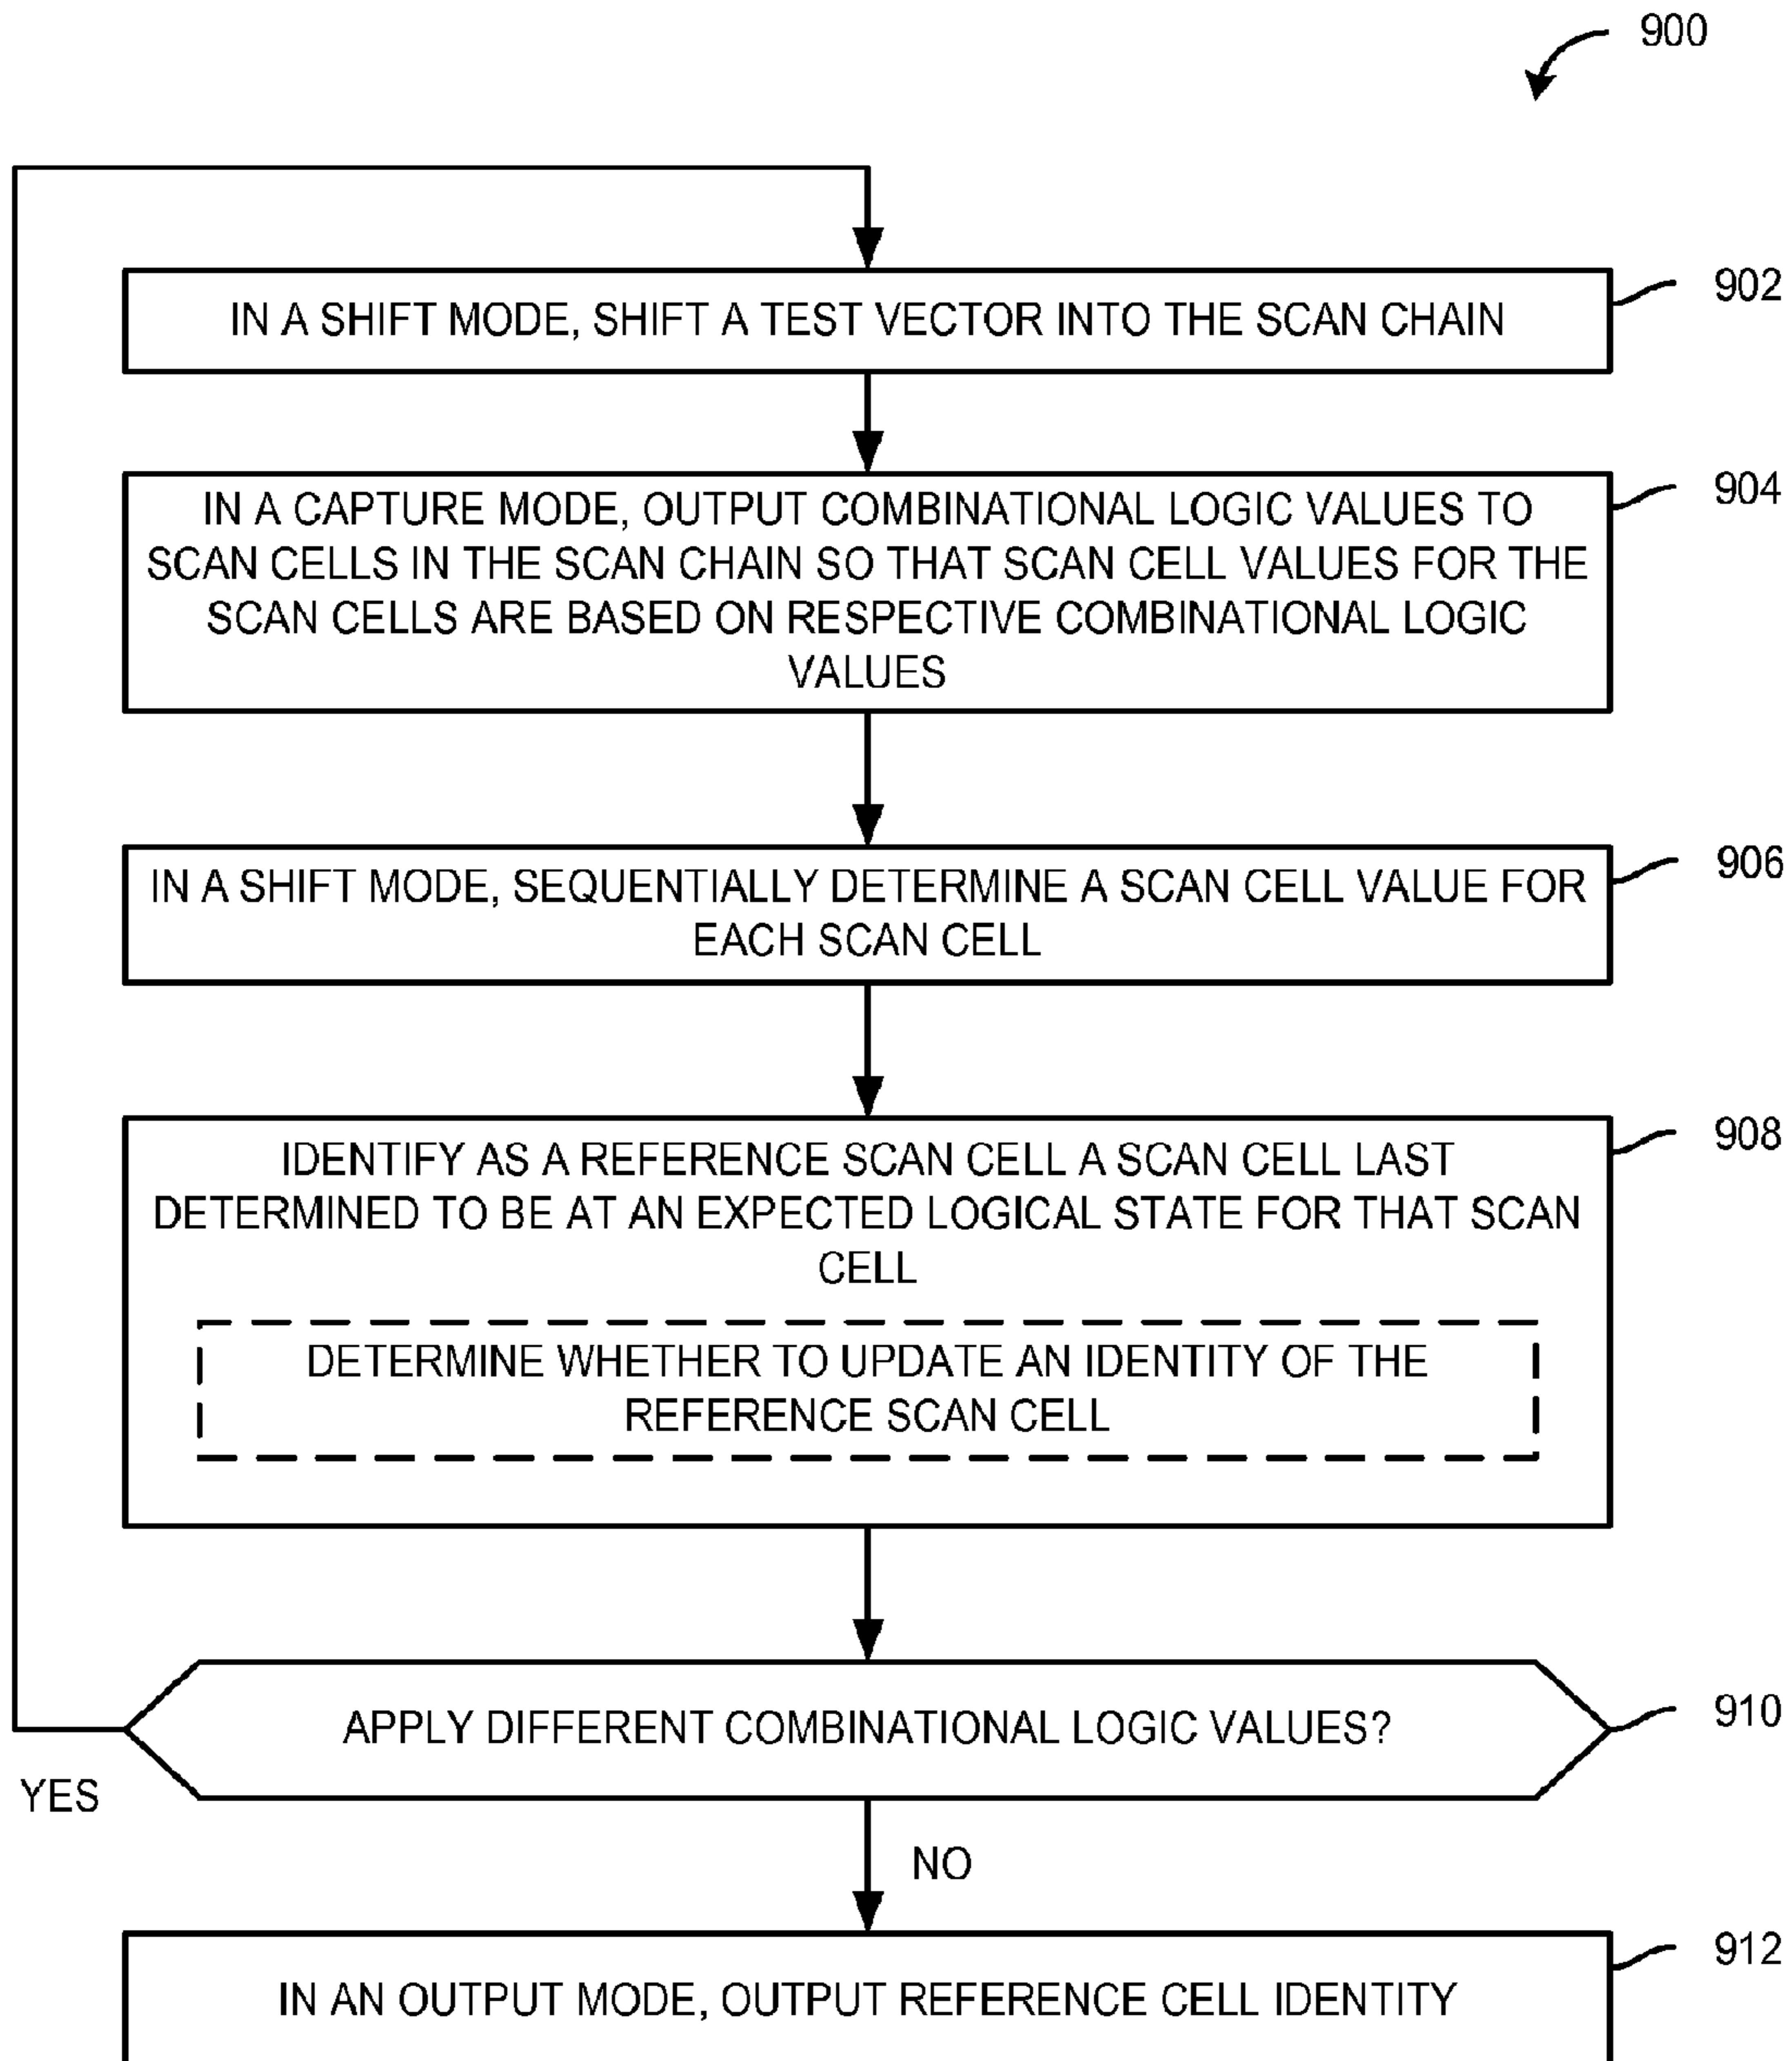 900
IN A SHIFT MODE, SHIFT A TEST VECTOR INTO THE SCAN CHAIN
902
IN A CAPTURE MODE, OUTPUT COMBINATIONAL LOGIC VALUES TO
SCAN CELLS IN THE SCAN CHAIN SO THAT SCAN CELL VALUES FOR THE
SCAN CELLS ARE BASED ON RESPECTIVE COMBINATIONAL LOGIC
VALUES
904
IN A SHIFT MODE, SEQUENTIALLY DETERMINE A SCAN CELL VALUE FOR
EACH SCAN CELL
906
IDENTIFY AS A REFERENCE SCAN CELL A SCAN CELL LAST
DETERMINED TO BE AT AN EXPECTED LOGICAL STATE FOR THAT SCAN
CELL
908
DETERMINE WHETHER TO UPDATE AN IDENTITY OF THE
REFERENCE SCAN CELL
APPLY DIFFERENT COMBINATIONAL LOGIC VALUES?
910
YES
NO
IN AN OUTPUT MODE, OUTPUT REFERENCE CELL IDENTITY
912